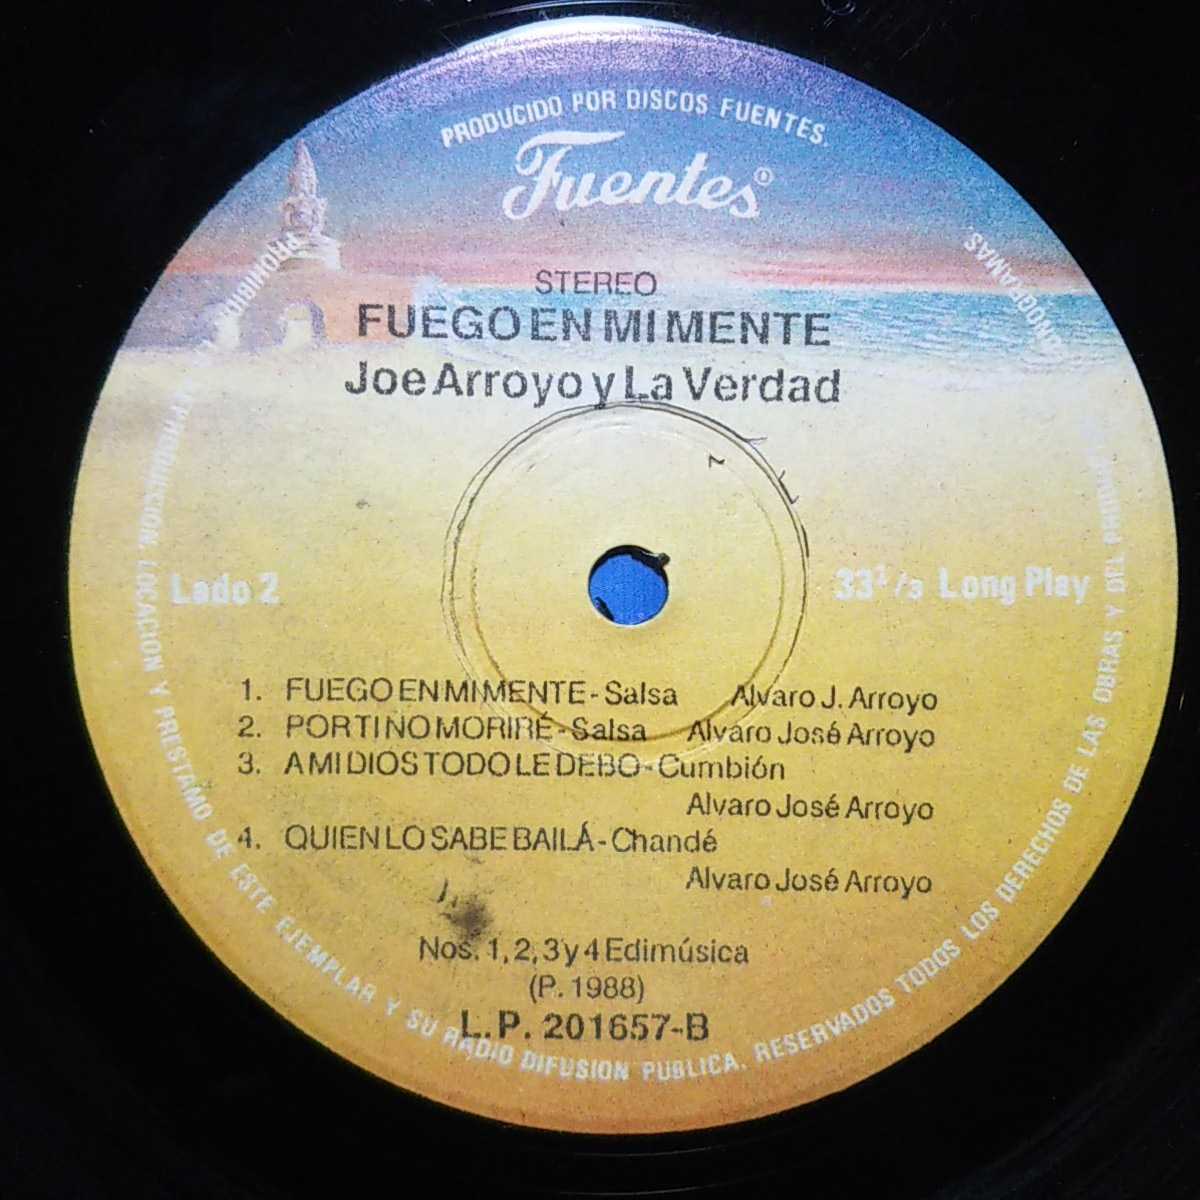 PRODUCIDO POR DISCOS FUENTES.
Fuentes
STEREO
FUEGO EN MI MENTE
Joe Arroyo y La Verdad
Lado 2
33 1/3 Long Play
1. FUEGO EN MI MENTE - Salsa Alvaro J. Arroyo
2. POR TI NO MORIRÉ - Salsa Alvaro José Arroyo
3. A MI DIOS TODO LE DEBO - Cumbión
Alvaro José Arroyo
4. QUIEN LO SABE BAILÁ - Chandé
Alvaro José Arroyo
Nos. 1, 2, 3 y 4 Edimúsica
(P. 1988)
L.P. 201657-B
LOCACION Y PRESTAMO DE ESTE EJEMPLAR Y SU RADIO DIFUSION PUBLICA. RESERVADOS TODOS LOS DERECHOS DE LAS OBRAS Y DEL